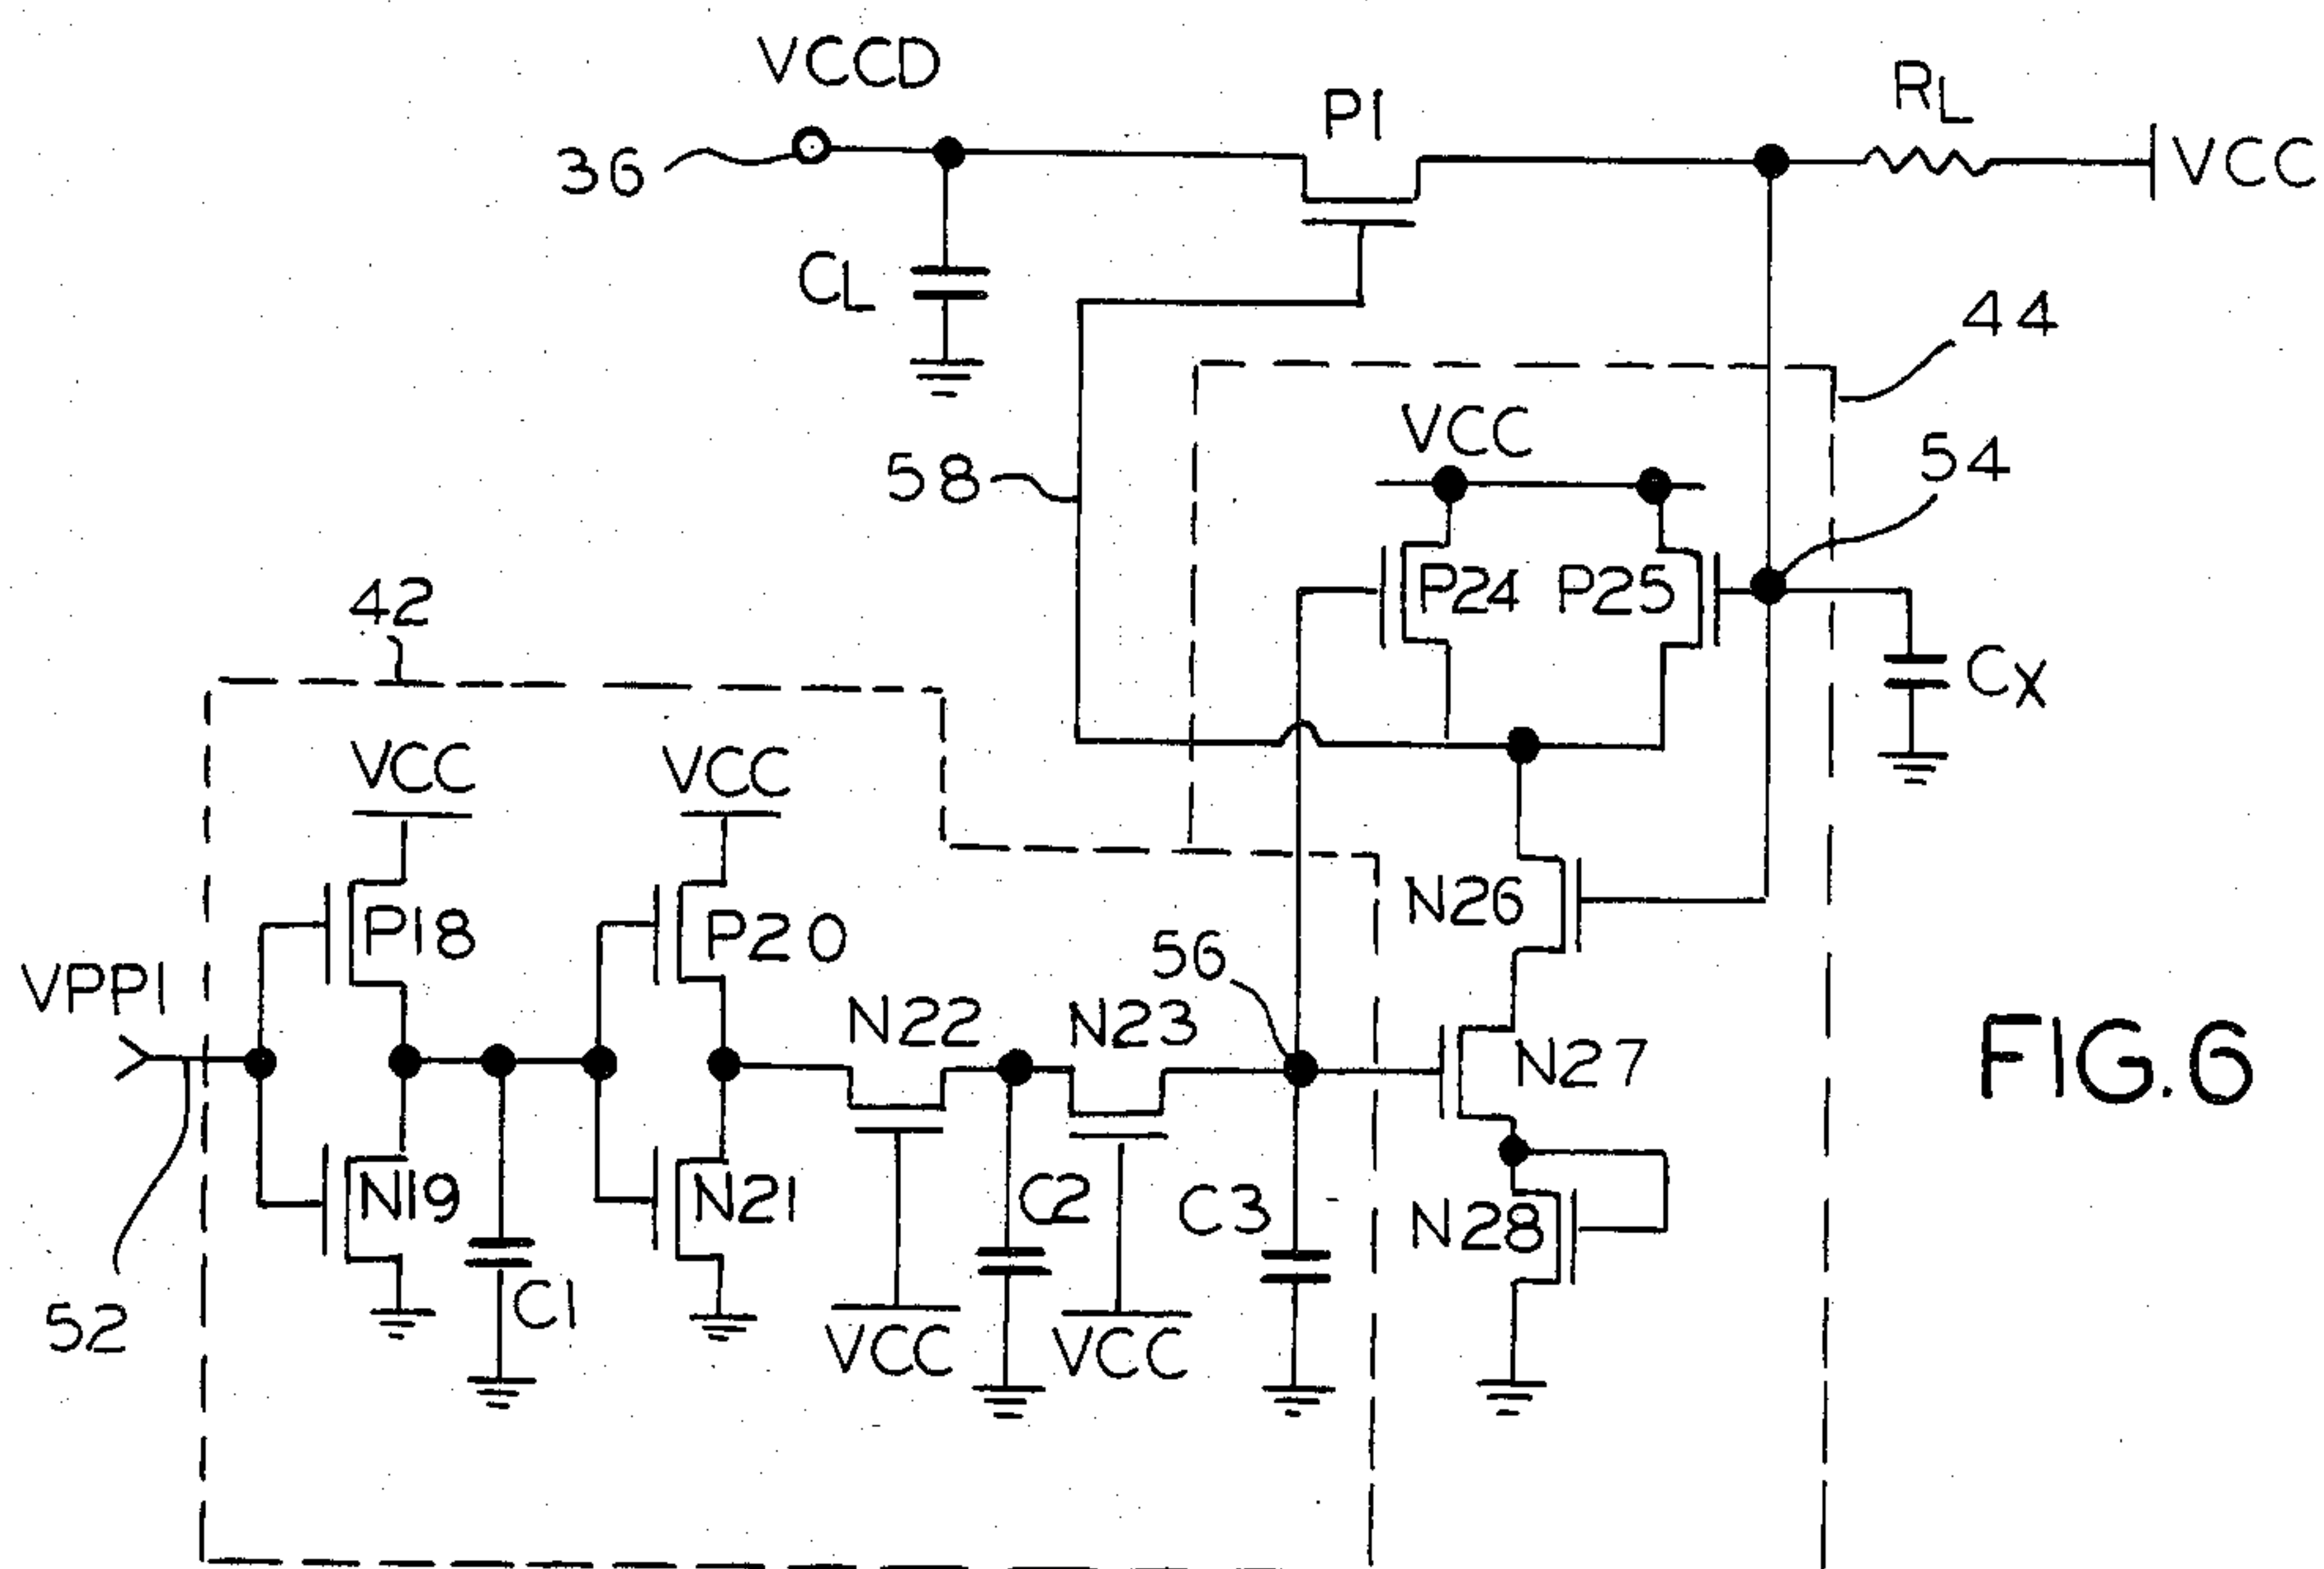 VCCD
P1
RL
VCC
36
CL
44
VCC
54
58
P24
P25
42
CX
VCC
VCC
N26
P18
P20
56
VPP1
N22
N23
N27
FIG.6
N19
N21
C2
C3
N28
C1
52
VCC
VCC